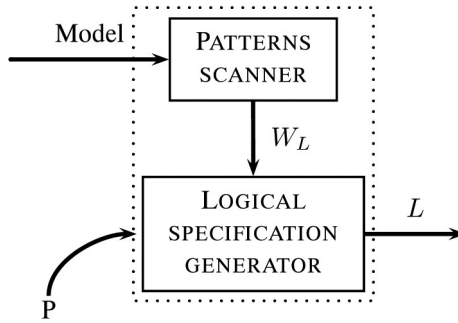 Model
PATTERNS
SCANNER
W_L
LOGICAL
SPECIFICATION
GENERATOR
L
P